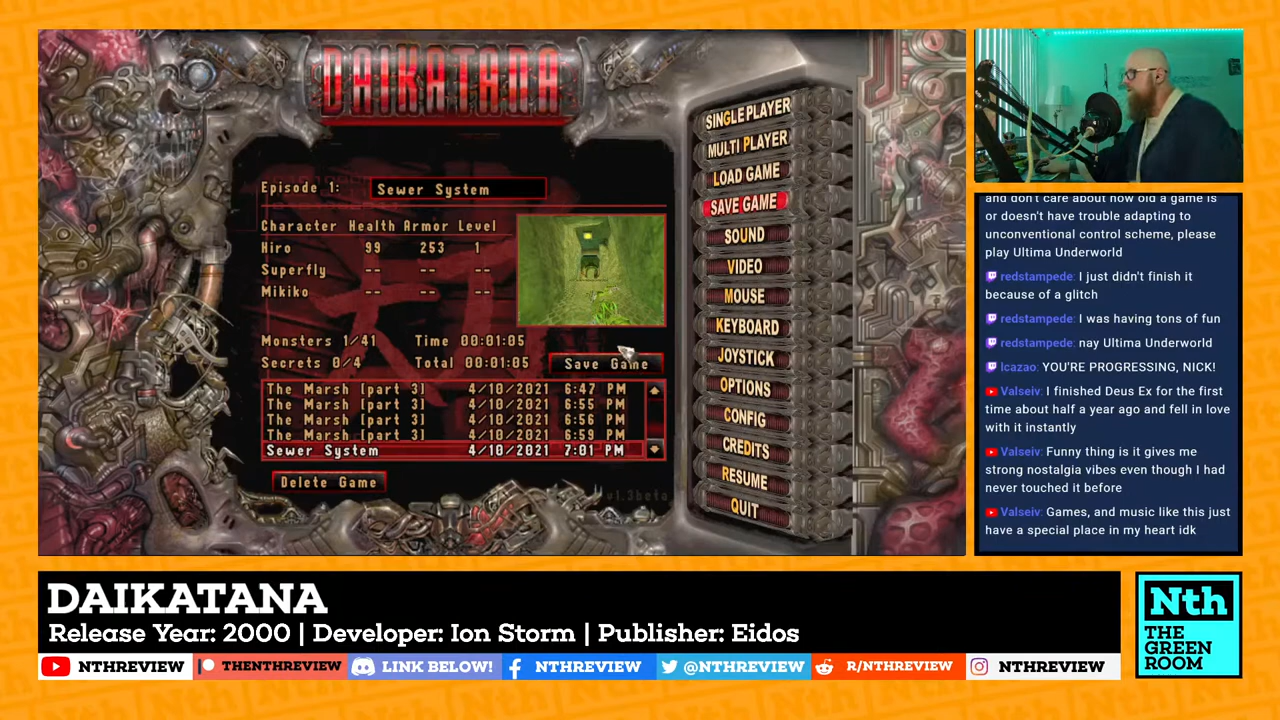 DAIKATANA
Episode 1: Sewer System
Character Health Armor Level
Hiro 99 253 1
Superfly -- -- --
Mikiko -- -- --
Monsters 1/41 Time 00:01:05
Secrets 0/4 Total 00:01:05
Save Game
The Marsh [part 3] 4/10/2021 6:47 PM
The Marsh [part 3] 4/10/2021 6:55 PM
The Marsh [part 3] 4/10/2021 6:56 PM
The Marsh [part 3] 4/10/2021 6:59 PM
Sewer System 4/10/2021 7:01 PM
Delete Game
v1.3beta
SINGLE PLAYER
MULTI PLAYER
LOAD GAME
SAVE GAME
SOUND
VIDEO
MOUSE
KEYBOARD
JOYSTICK
OPTIONS
CONFIG
CREDITS
RESUME
QUIT
and don't care about how old a game is
or doesn't have trouble adapting to
unconventional control scheme, please
play Ultima Underworld
redstampede: I just didn't finish it
because of a glitch
redstampede: I was having tons of fun
redstampede: nay Ultima Underworld
lcazao: YOU'RE PROGRESSING, NICK!
Valseiv: I finished Deus Ex for the first
time about half a year ago and fell in love
with it instantly
Valseiv: Funny thing is it gives me
strong nostalgia vibes even though I had
never touched it before
Valseiv: Games, and music like this just
have a special place in my heart idk
DAIKATANA
Release Year: 2000 | Developer: Ion Storm | Publisher: Eidos
NTHREVIEW THENTHREVIEW LINK BELOW! NTHREVIEW @NTHREVIEW R/NTHREVIEW NTHREVIEW
Nth
THE
GREEN
ROOM